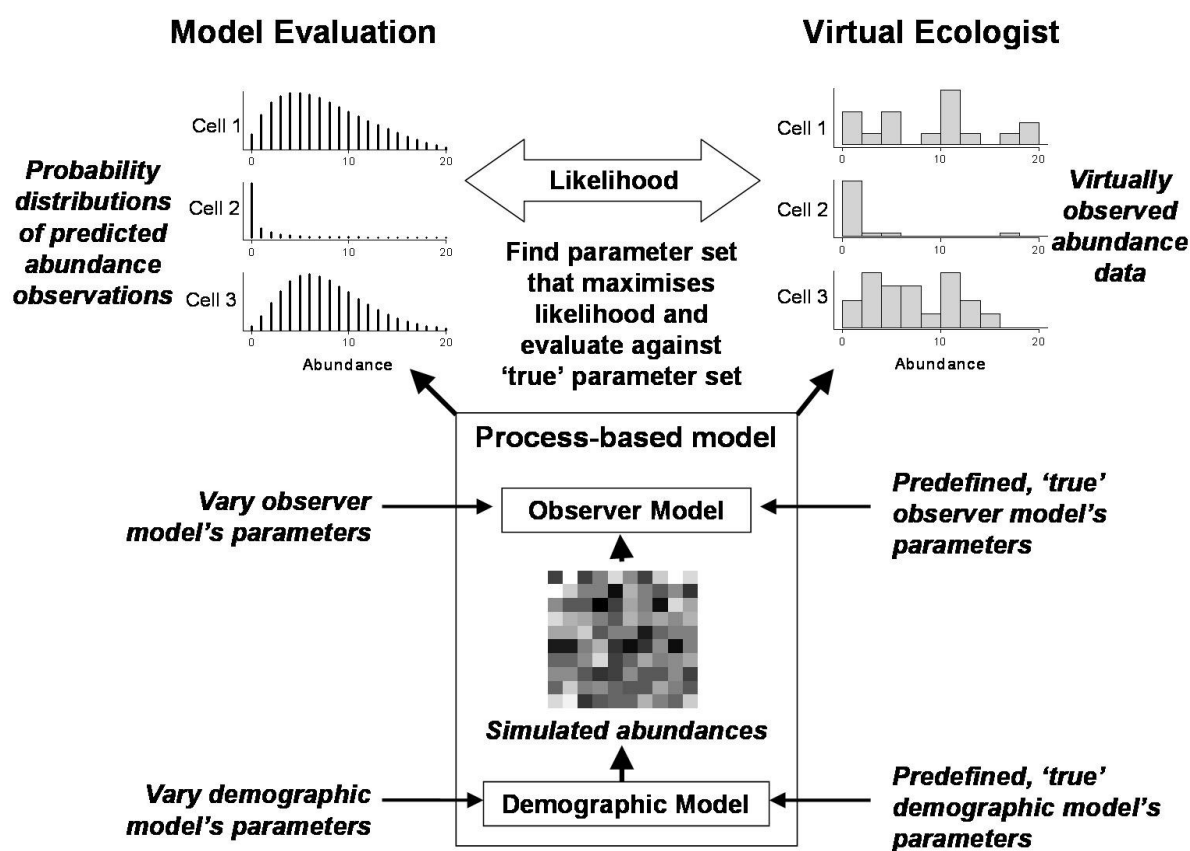 Model Evaluation
Virtual Ecologist
Cell 1
0
10
20
Cell 2
0
10
20
Cell 3
0
10
20
Abundance
Probability
distributions
of predicted
abundance
observations
Likelihood
Find parameter set
that maximises
likelihood and
evaluate against
‘true’ parameter set
Cell 1
0
10
20
Cell 2
0
10
20
Cell 3
0
10
20
Abundance
Virtually
observed
abundance
data
Process-based model
Vary observer
model’s parameters
Observer Model
Predefined, ‘true’
observer model’s
parameters
Simulated abundances
Vary demographic
model’s parameters
Demographic Model
Predefined, ‘true’
demographic model’s
parameters